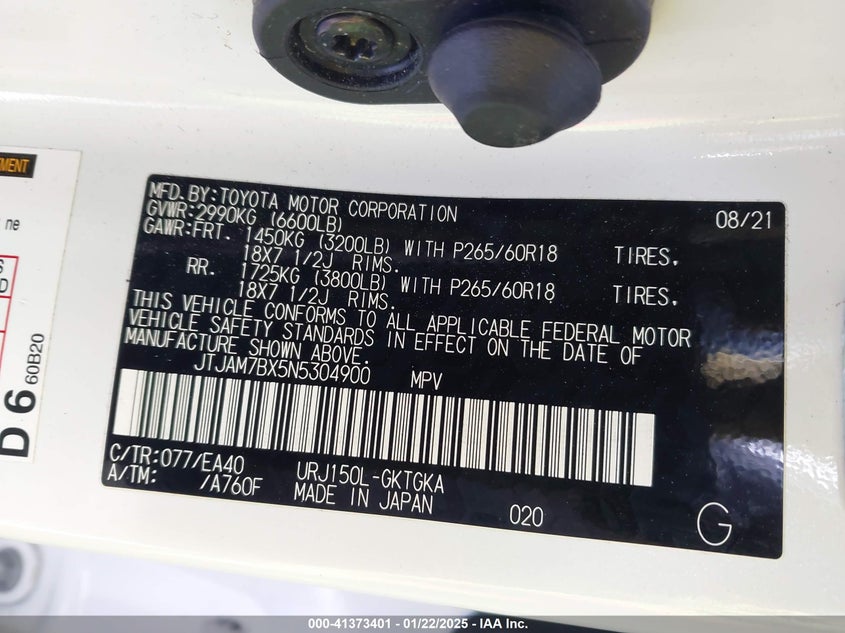 MFD.BY:TOYOTA MOTOR CORPORATION 08/21
GVWR:2990KG (6600LB)
GAWR:FRT. 1450KG (3200LB) WITH P265/60R18 TIRES,
18X7 1/2J RIMS.
RR. 1725KG (3800LB) WITH P265/60R18 TIRES,
18X7 1/2J RIMS.
THIS VEHICLE CONFORMS TO ALL APPLICABLE FEDERAL MOTOR
VEHICLE SAFETY STANDARDS IN EFFECT ON THE DATE OF
MANUFACTURE SHOWN ABOVE.
JTJAM7BX5N5304900 MPV
C/TR:077/EA40 URJ150L-GKTGKA
A/TM: /A760F MADE IN JAPAN 020 G
ne
D 6 60B20
000-41373401 - 01/22/2025 - IAA Inc.